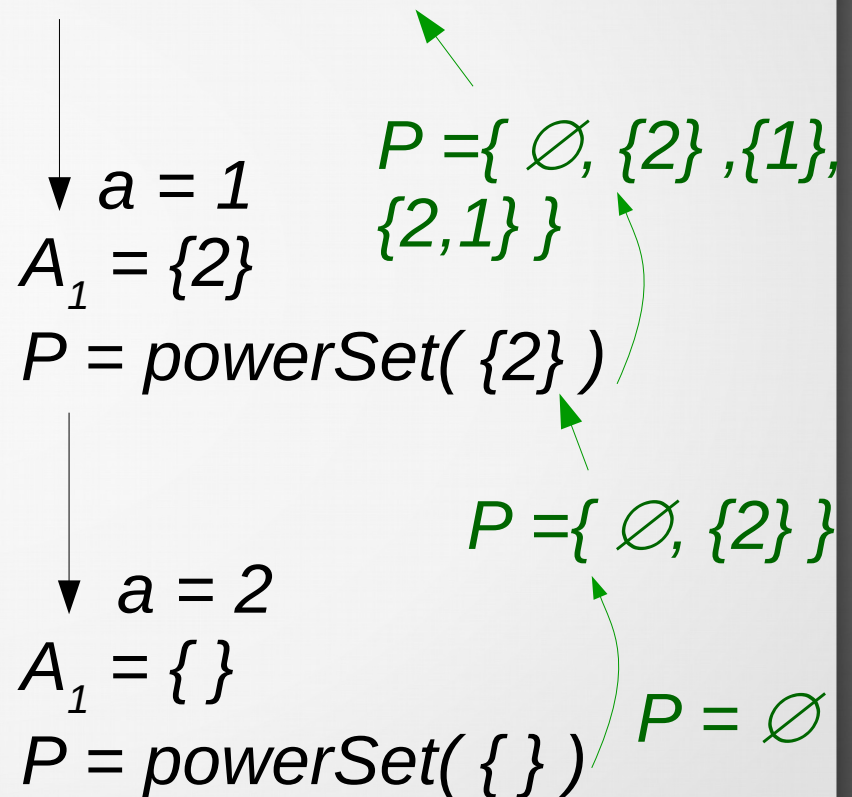 P ={ ∅, {2} ,{1},
{2,1} }
a = 1
A₁ = {2}
P = powerSet( {2} )
P ={ ∅, {2} }
a = 2
A₁ = { }
P = ∅
P = powerSet( { } )